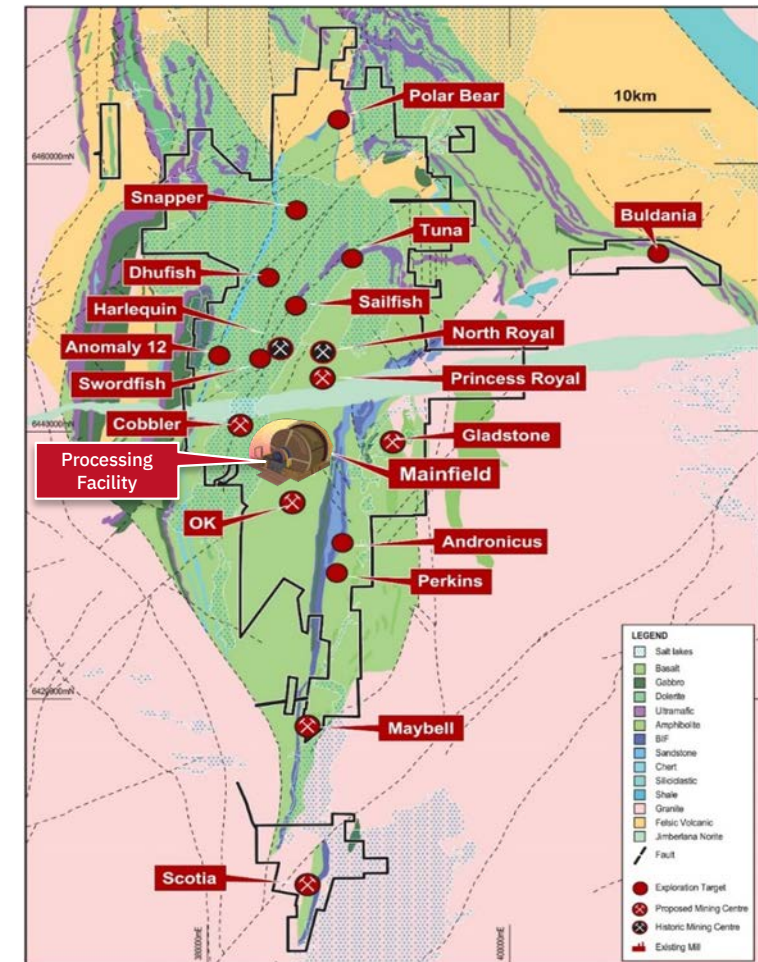 Polar Bear
10km
6460000mN
Snapper
Buldania
Tuna
Dhufish
Harlequin
Sailfish
North Royal
Anomaly 12
Princess Royal
Swordfish
Cobbler
6440000mN
Gladstone
Processing
Facility
Mainfield
OK
Andronicus
Perkins
LEGEND
Salt lakes
Basalt
Gabbro
Dolerite
Ultramafic
Amphibolite
BIF
Sandstone
Chert
Siliciclastic
Shale
Granite
Felsic Volcanic
Jimberlana Norite
Fault
Exploration Target
Proposed Mining Centre
Historic Mining Centre
Existing Mill
6420000mN
Maybell
Scotia
380000mE
400000mE